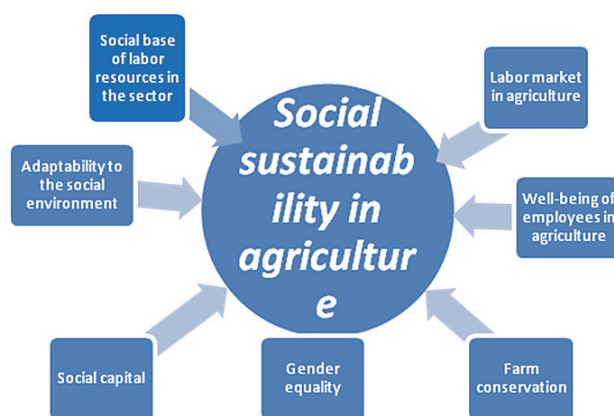 Social base
of labor
resources in
the sector
Labor market
in agriculture
Social
sustainab
ility in
agricultur
e
Adaptability to
the social
environment
Well-being of
employees in
agriculture
Social capital
Gender
equality
Farm
conservation